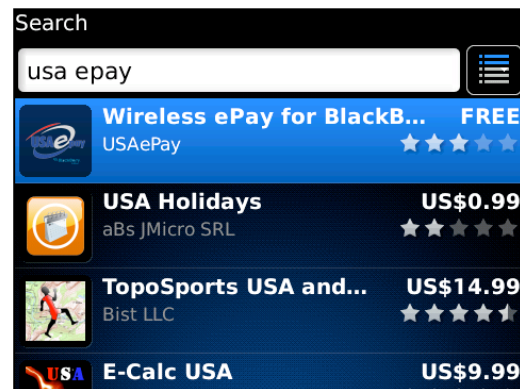 Search
usa epay
Wireless ePay for BlackB... FREE
USAePay
USA Holidays US$0.99
aBs JMicro SRL
TopoSports USA and... US$14.99
Bist LLC
E-Calc USA US$9.99
USA